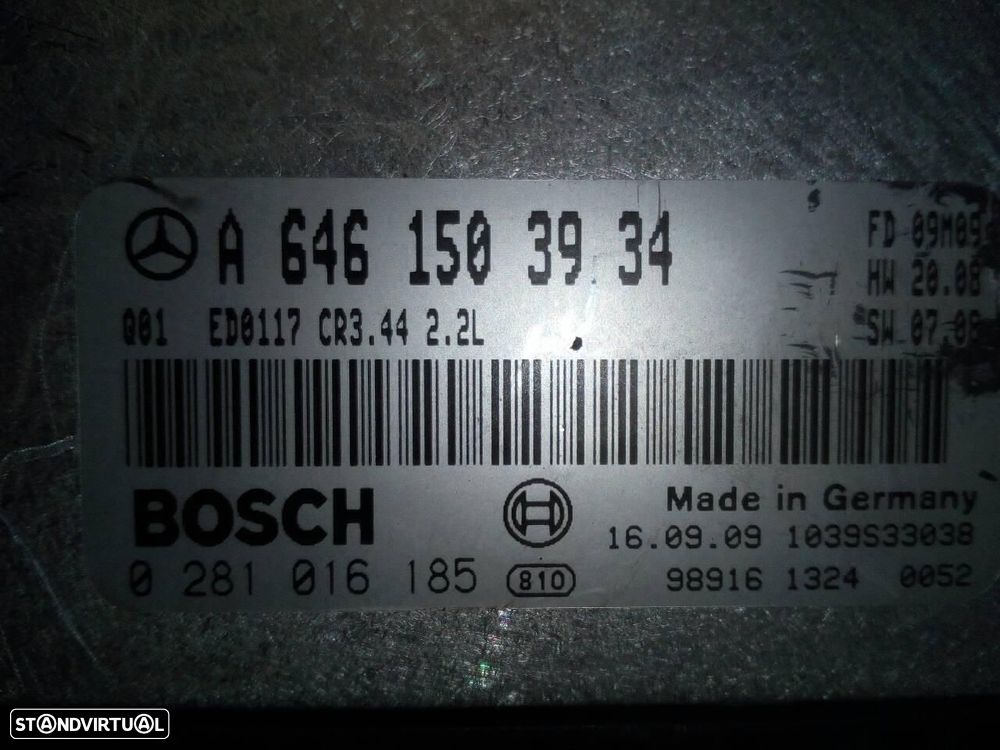 A 646 150 39 34
FD 09M09
HW 20.08
Q01 ED0117 CR3.44 2.2L
SW 07.08
BOSCH
Made in Germany
16.09.09 1039S33038
0 281 016 185 810
98916 1324 0052
STANDVIRTUAL